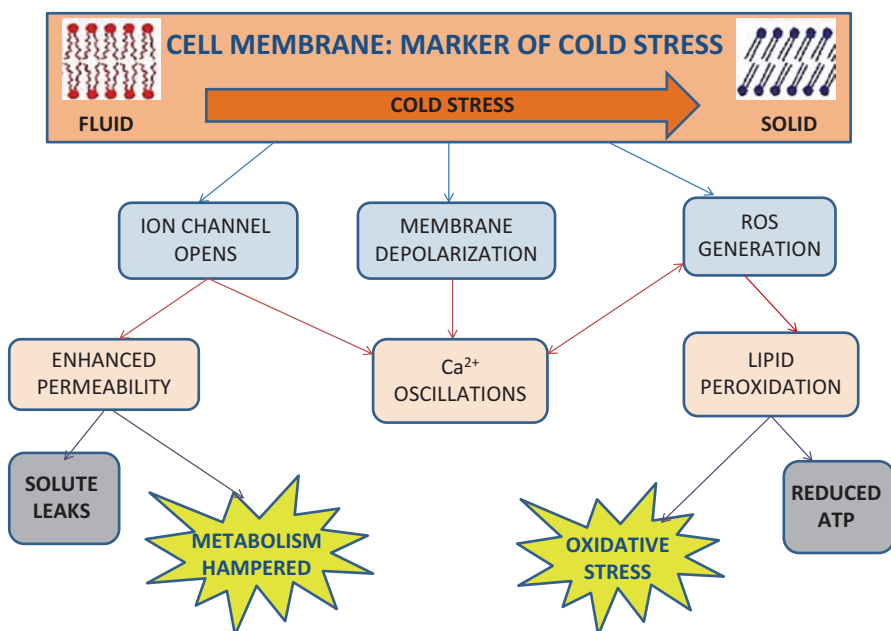 CELL MEMBRANE: MARKER OF COLD STRESS
COLD STRESS
FLUID
SOLID
ION CHANNEL
OPENS
MEMBRANE
DEPOLARIZATION
ROS
GENERATION
ENHANCED
PERMEABILITY
Ca²⁺
OSCILLATIONS
LIPID
PEROXIDATION
SOLUTE
LEAKS
METABOLISM
HAMPERED
OXIDATIVE
STRESS
REDUCED
ATP